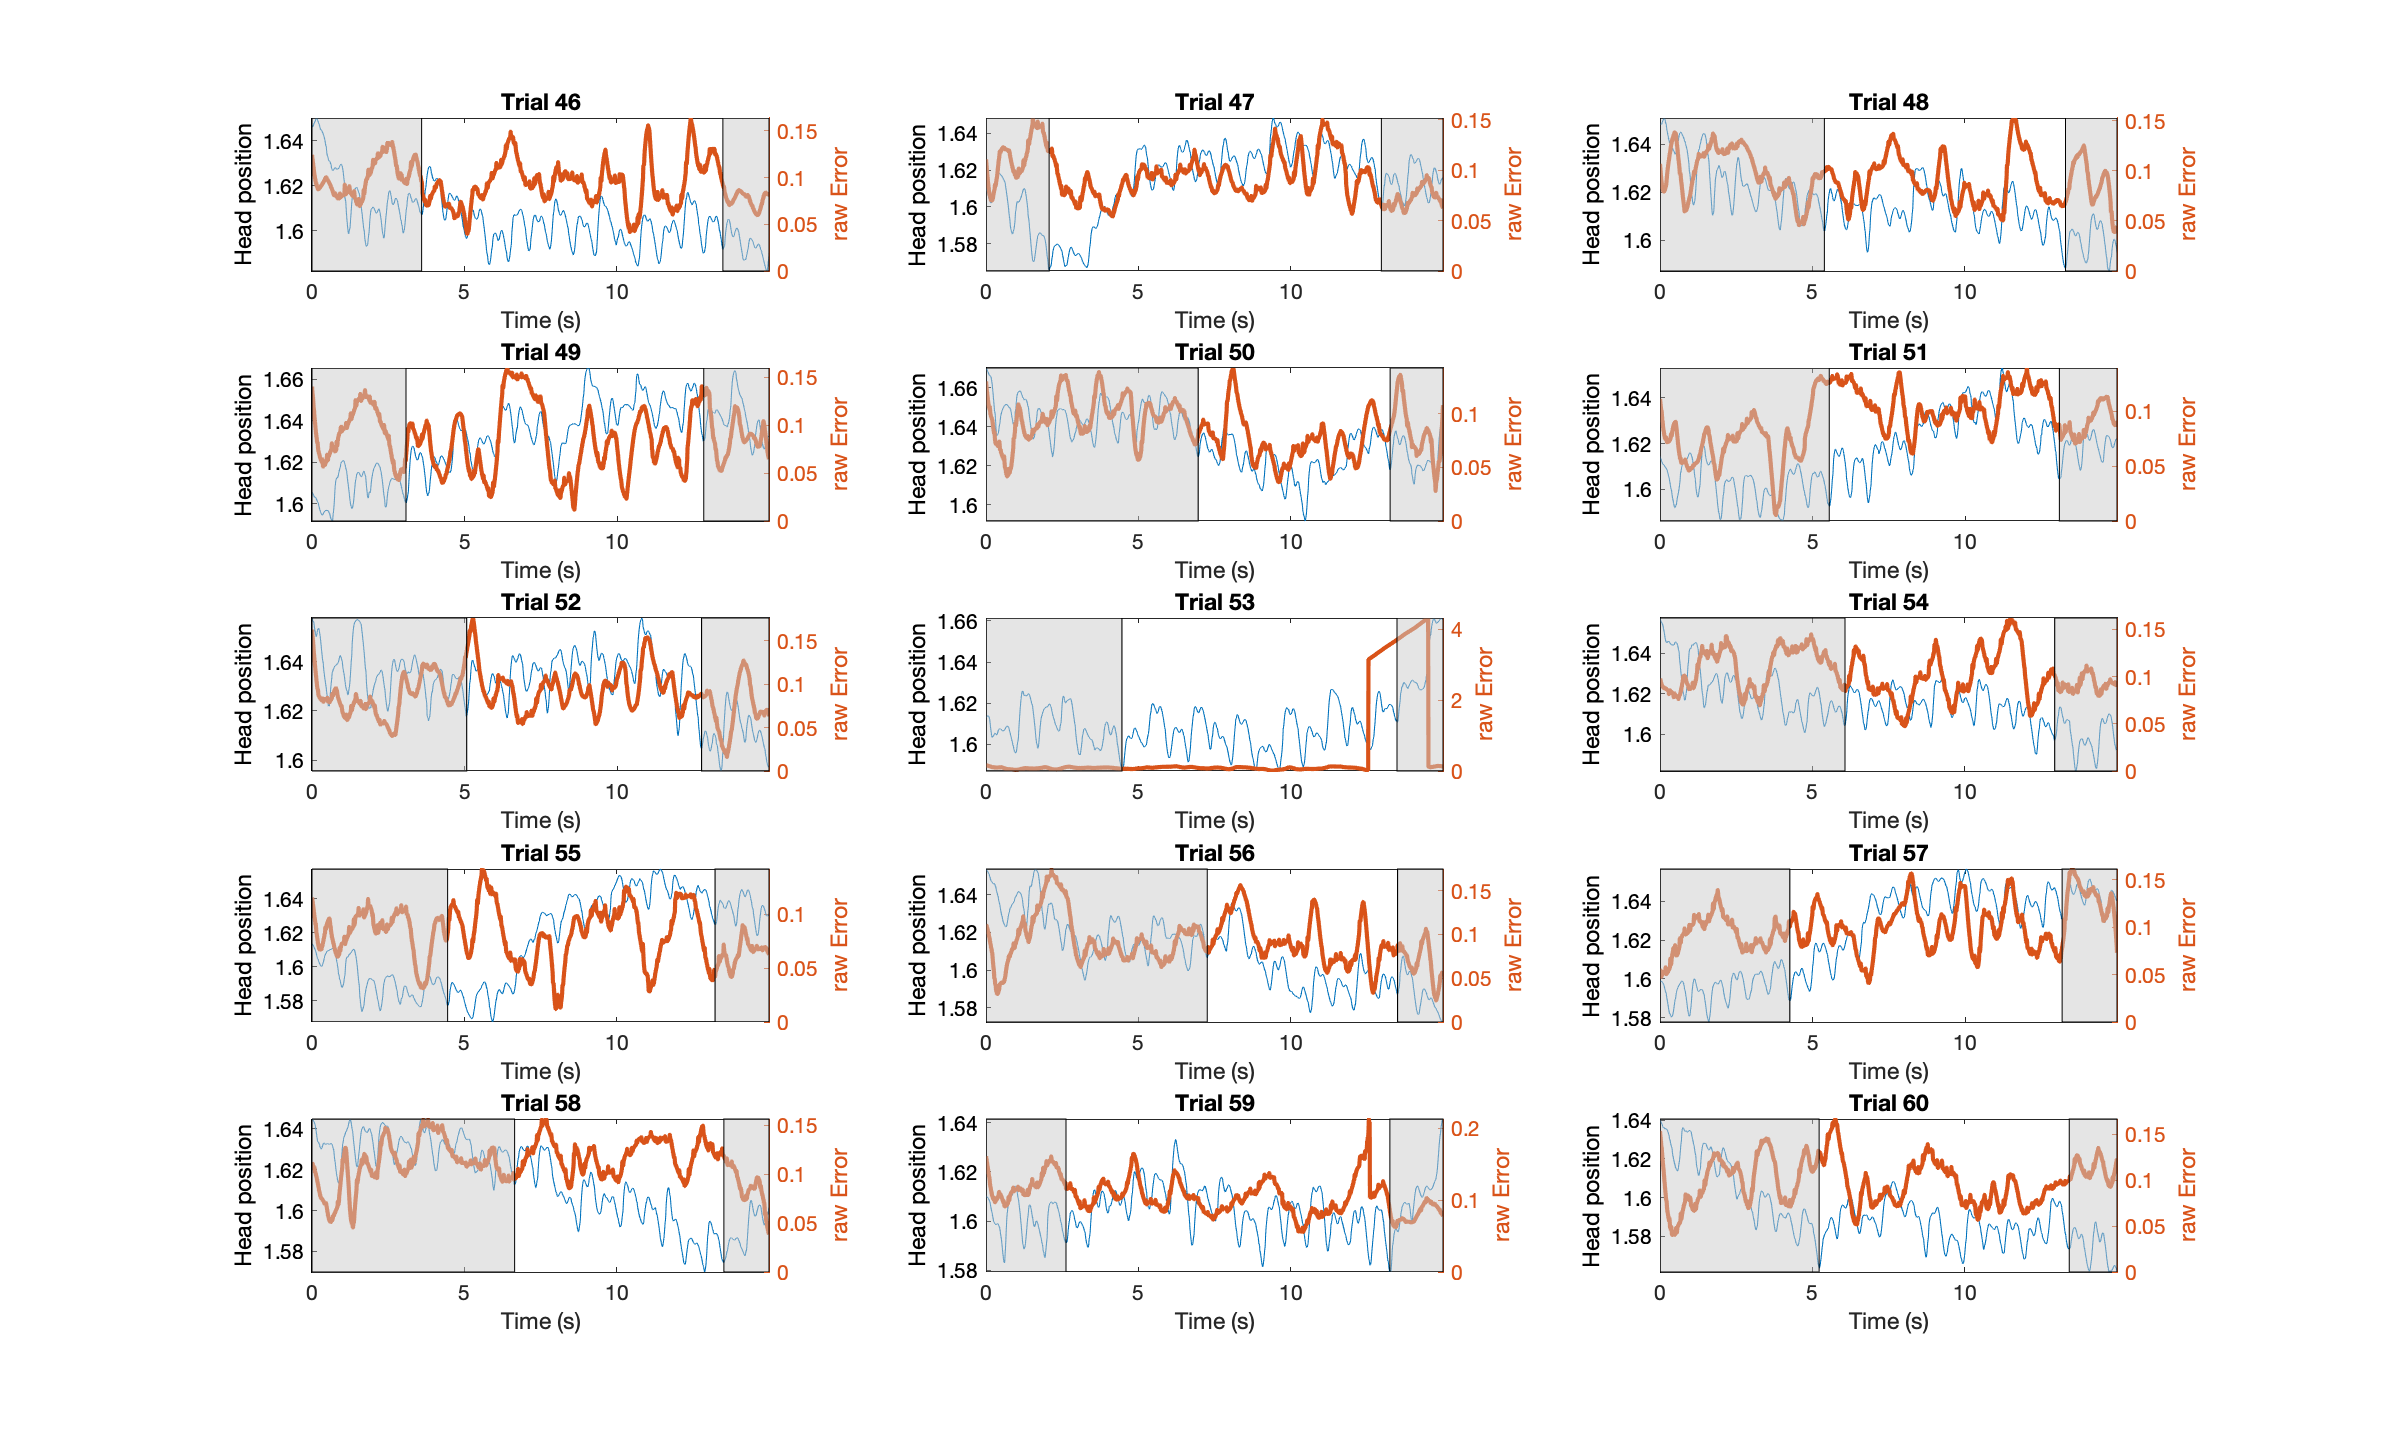 Trial 46
Head position
1.64
1.62
1.6
0.15
0.1
0.05
0
raw Error
0 5 10
Time (s)
Trial 47
Head position
1.64
1.62
1.6
1.58
0.15
0.1
0.05
0
raw Error
0 5 10
Time (s)
Trial 48
Head position
1.64
1.62
1.6
0.15
0.1
0.05
0
raw Error
0 5 10
Time (s)
Trial 49
Head position
1.66
1.64
1.62
1.6
0.15
0.1
0.05
0
raw Error
0 5 10
Time (s)
Trial 50
Head position
1.66
1.64
1.62
1.6
0.1
0.05
0
raw Error
0 5 10
Time (s)
Trial 51
Head position
1.64
1.62
1.6
0.1
0.05
0
raw Error
0 5 10
Time (s)
Trial 52
Head position
1.64
1.62
1.6
0.15
0.1
0.05
0
raw Error
0 5 10
Time (s)
Trial 53
Head position
1.66
1.64
1.62
1.6
4
2
0
raw Error
0 5 10
Time (s)
Trial 54
Head position
1.64
1.62
1.6
0.15
0.1
0.05
0
raw Error
0 5 10
Time (s)
Trial 55
Head position
1.64
1.62
1.6
1.58
0.1
0.05
0
raw Error
0 5 10
Time (s)
Trial 56
Head position
1.64
1.62
1.6
1.58
0.15
0.1
0.05
0
raw Error
0 5 10
Time (s)
Trial 57
Head position
1.64
1.62
1.6
1.58
0.15
0.1
0.05
0
raw Error
0 5 10
Time (s)
Trial 58
Head position
1.64
1.62
1.6
1.58
0.15
0.1
0.05
0
raw Error
0 5 10
Time (s)
Trial 59
Head position
1.64
1.62
1.6
1.58
0.2
0.1
0
raw Error
0 5 10
Time (s)
Trial 60
Head position
1.64
1.62
1.6
1.58
0.15
0.1
0.05
0
raw Error
0 5 10
Time (s)